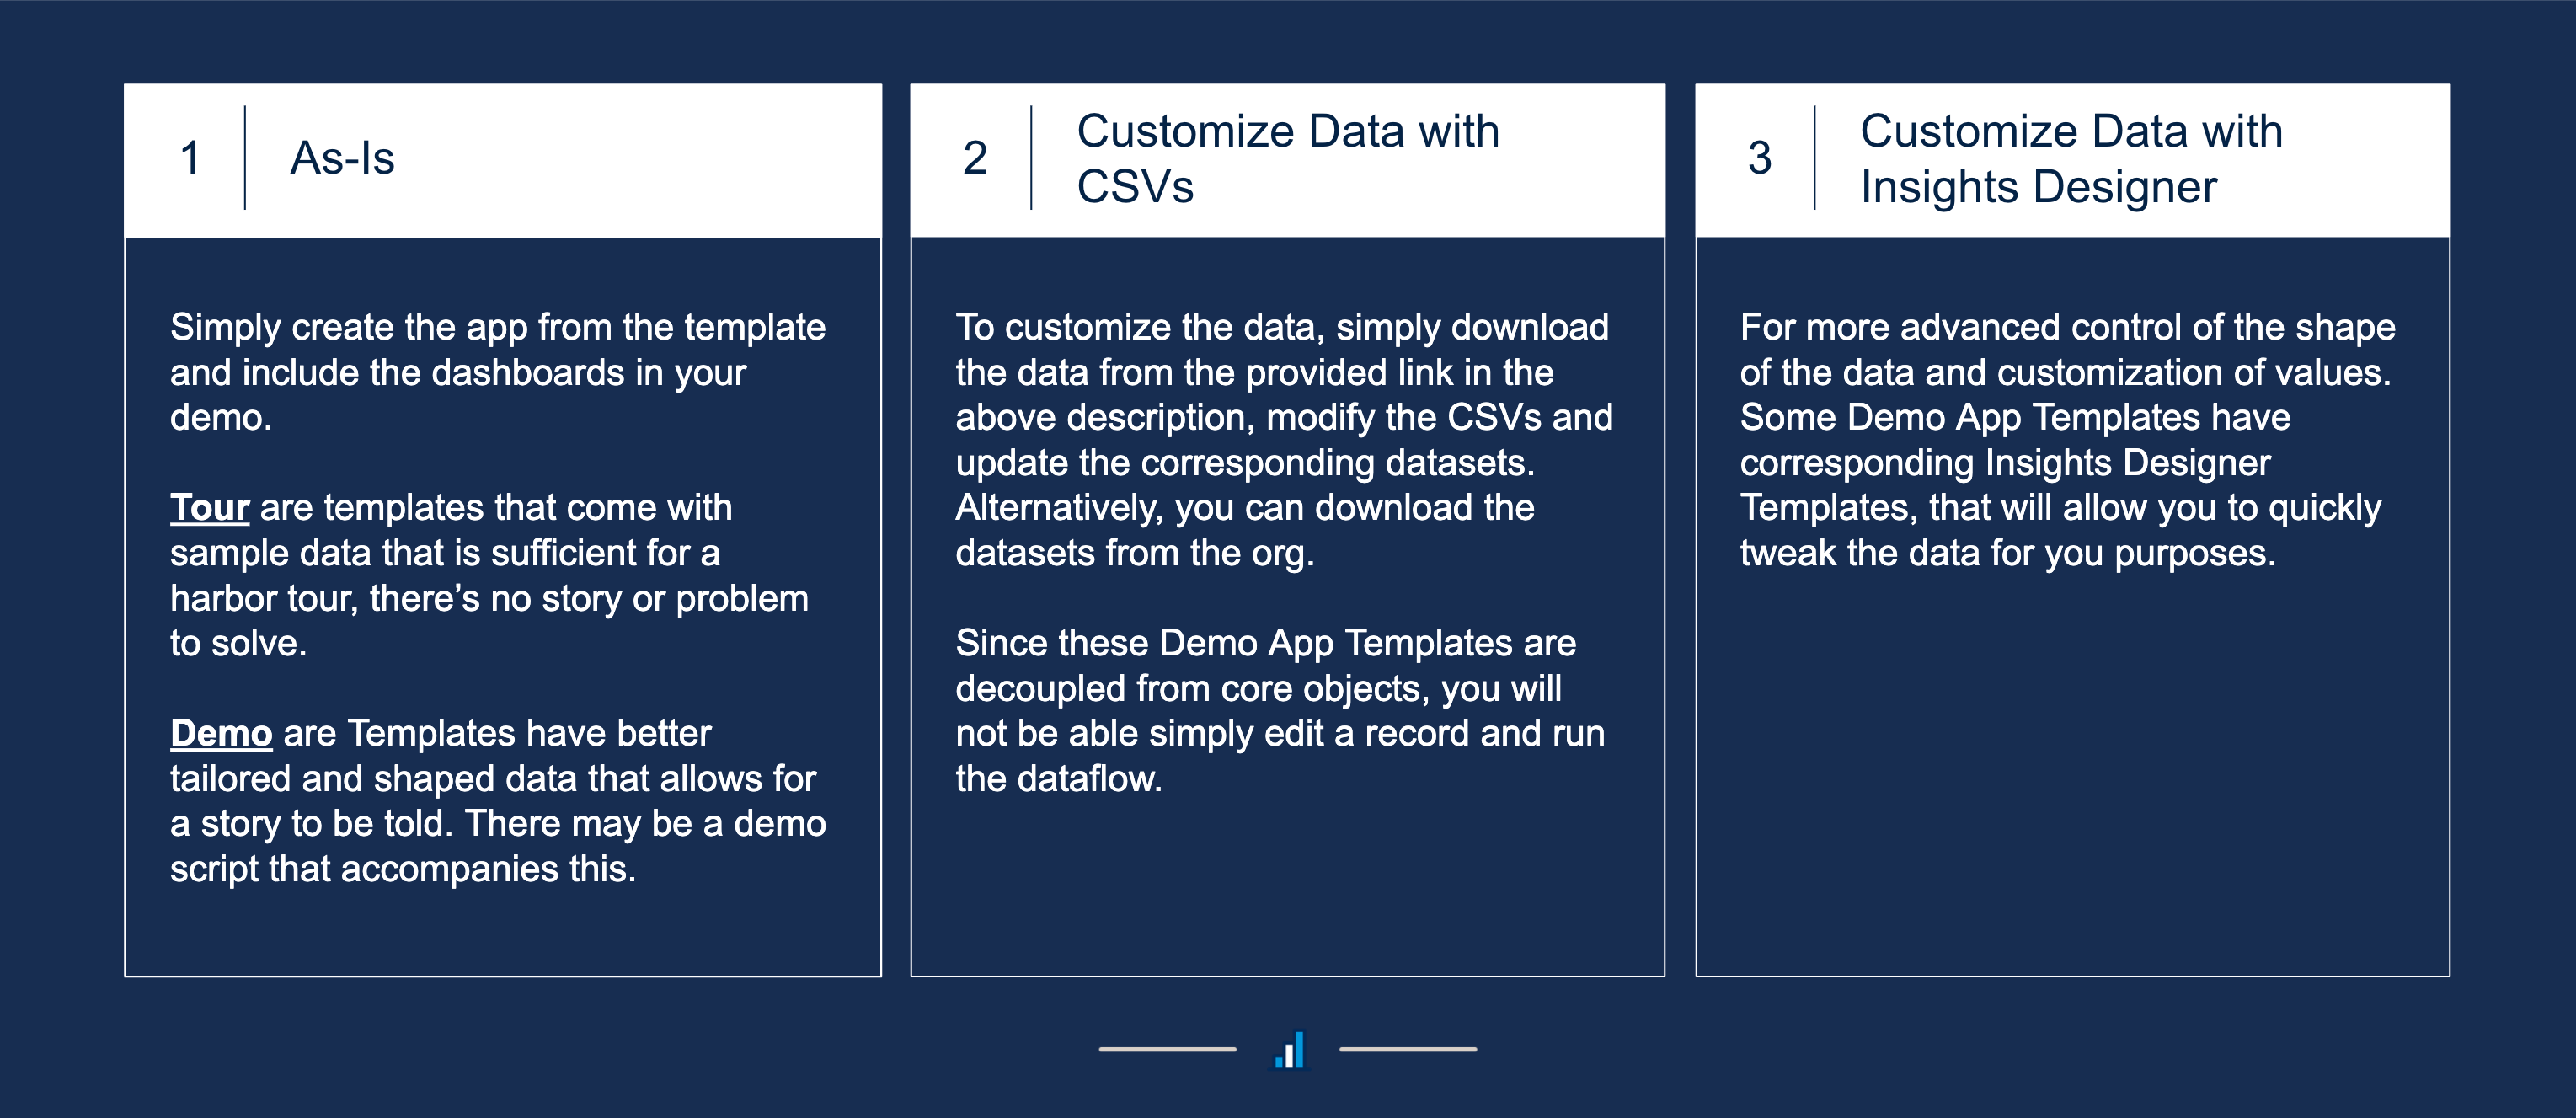 1
As-Is
Simply create the app from the template
and include the dashboards in your
demo.
Tour are templates that come with
sample data that is sufficient for a
harbor tour, there’s no story or problem
to solve.
Demo are Templates have better
tailored and shaped data that allows for
a story to be told. There may be a demo
script that accompanies this.
2
Customize Data with
CSVs
To customize the data, simply download
the data from the provided link in the
above description, modify the CSVs and
update the corresponding datasets.
Alternatively, you can download the
datasets from the org.
Since these Demo App Templates are
decoupled from core objects, you will
not be able simply edit a record and run
the dataflow.
3
Customize Data with
Insights Designer
For more advanced control of the shape
of the data and customization of values.
Some Demo App Templates have
corresponding Insights Designer
Templates, that will allow you to quickly
tweak the data for you purposes.